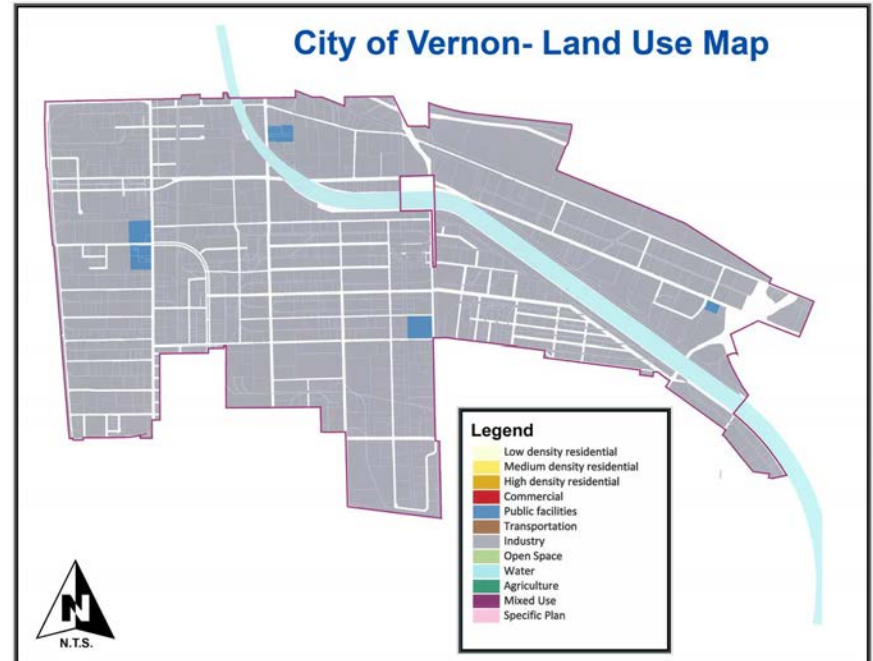 City of Vernon- Land Use Map
Legend
Low density residential
Medium density residential
High density residential
Commercial
Public facilities
Transportation
Industry
Open Space
Water
Agriculture
Mixed Use
Specific Plan
N
N.T.S.